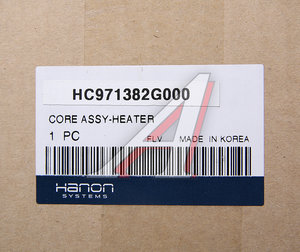 HC971382G000
CORE ASSY-HEATER
1 PC
FLV
MADE IN KOREA
Hanon
SYSTEMS